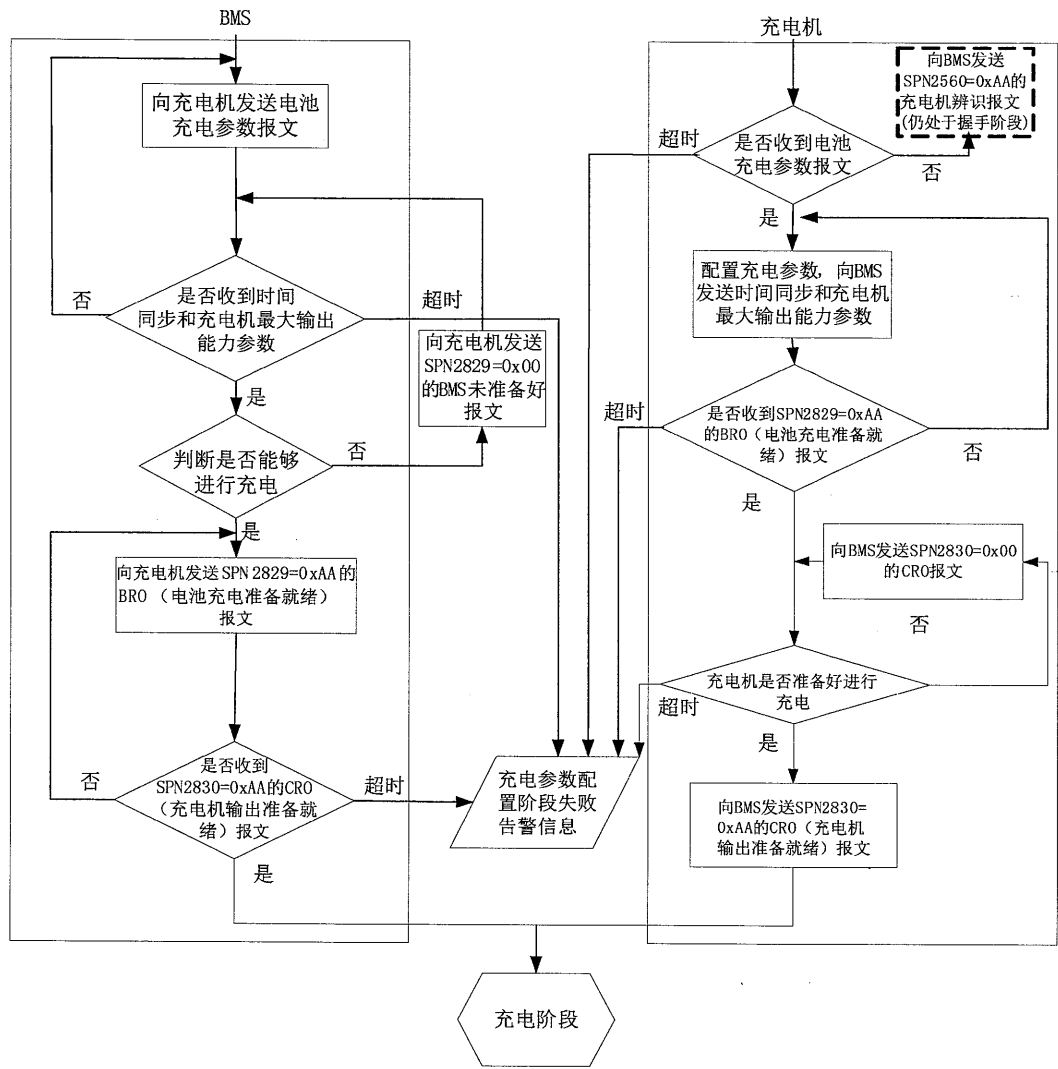 BMS
向充电机发送电池
充电参数报文
否
是否收到时间
同步和充电机最大输出
能力参数
超时
是
向充电机发送
SPN2829=0x00
的BMS未准备好
报文
判断是否能够
进行充电
否
是
向充电机发送SPN2829=0xAA的
BRO（电池充电准备就绪）
报文
否
是否收到
SPN2830=0xAA的CRO
（充电机输出准备就
绪）报文
超时
是
充电机
向BMS发送
SPN2560=0xAA的
充电机辨识报文
(仍处于握手阶段)
超时
是否收到电池
充电参数报文
否
是
配置充电参数，向BMS
发送时间同步和充电机
最大输出能力参数
超时
是否收到SPN2829=0xAA
的BRO（电池充电准备就
绪）报文
否
是
向BMS发送SPN2830=0x00
的CRO报文
否
充电机是否准备好进行
充电
超时
是
向BMS发送SPN2830=
0xAA的CRO（充电机
输出准备就绪）报文
充电参数配
置阶段失败
告警信息
充电阶段